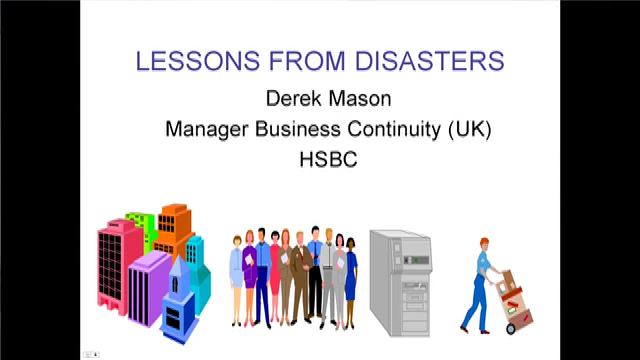 LESSONS FROM DISASTERS
Derek Mason
Manager Business Continuity (UK)
HSBC